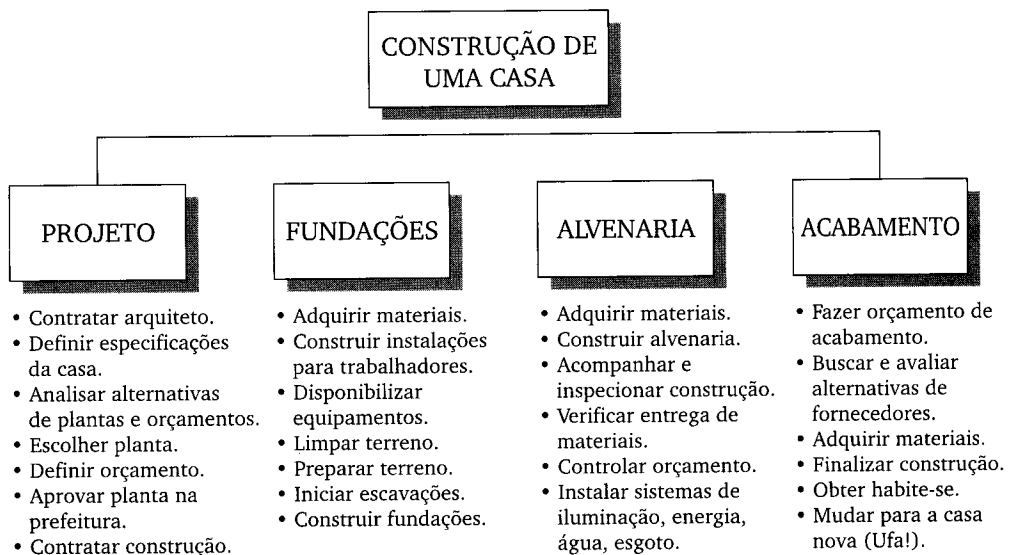 CONSTRUÇÃO DE
UMA CASA
PROJETO
• Contratar arquiteto.
• Definir especificações
da casa.
• Analisar alternativas
de plantas e orçamentos.
• Escolher planta.
• Definir orçamento.
• Aprovar planta na
prefeitura.
• Contratar construção.
FUNDAÇÕES
• Adquirir materiais.
• Construir instalações
para trabalhadores.
• Disponibilizar
equipamentos.
• Limpar terreno.
• Preparar terreno.
• Iniciar escavações.
• Construir fundações.
ALVENARIA
• Adquirir materiais.
• Construir alvenaria.
• Acompanhar e
inspecionar construção.
• Verificar entrega de
materiais.
• Controlar orçamento.
• Instalar sistemas de
iluminação, energia,
água, esgoto.
ACABAMENTO
• Fazer orçamento de
acabamento.
• Buscar e avaliar
alternativas de
fornecedores.
• Adquirir materiais.
• Finalizar construção.
• Obter habite-se.
• Mudar para a casa
nova (Ufa!).